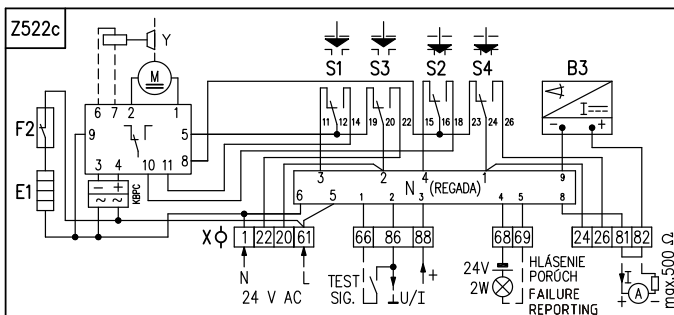 Z522c
Y
S1 S3 S2 S4 B3
M
6 7 2 1
F2
9 5
11 12 14 19 20 22 15 16 18 23 24 26
I
- +
8
3 4 10 11
E1
- +
~ ~
KBPC
3 2 4 1 9
N (REGADA)
6 5 1 2 3 4 5 8
X 1 22 20 61 66 86 88 68 69 24 26 81 82
N L
24 V AC
TEST
SIG.
U/I
+
24V
2W
HLÁSENIE
PORÚCH
FAILURE
REPORTING
I
+ A -
max.500 Ω